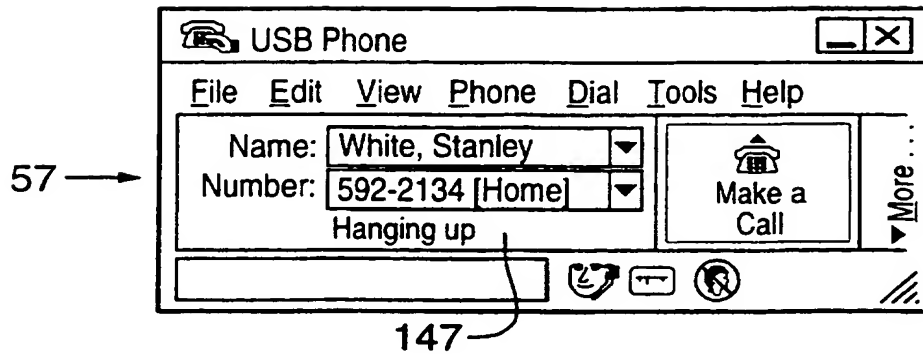 USB Phone
File Edit View Phone Dial Tools Help
Name: White, Stanley
Number: 592-2134 [Home]
Hanging up
Make a
Call
▼More...
57
147